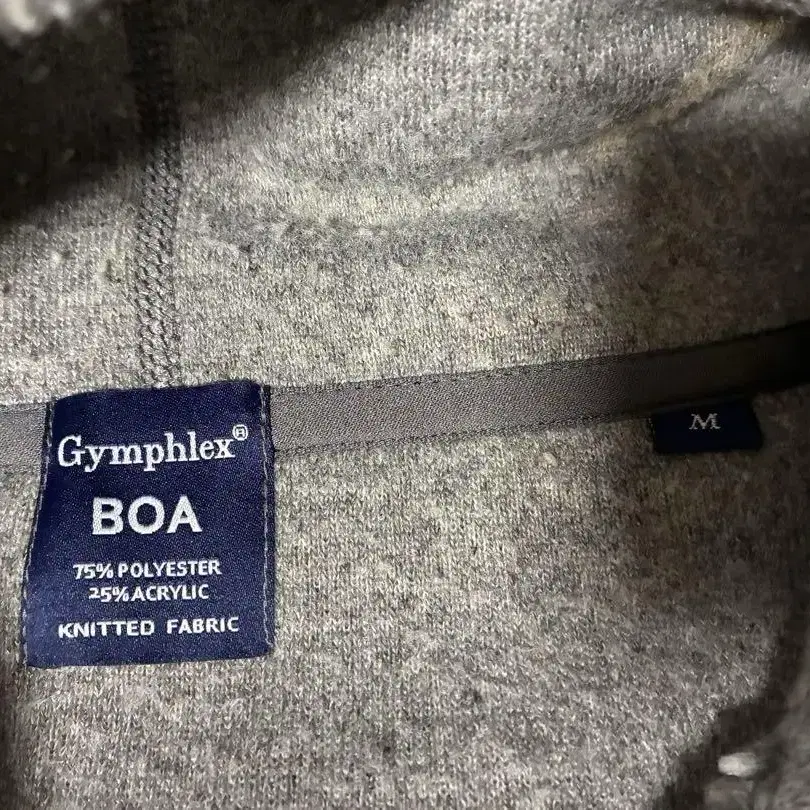 Gymphlex®
BOA
75% POLYESTER
25% ACRYLIC
KNITTED FABRIC
M